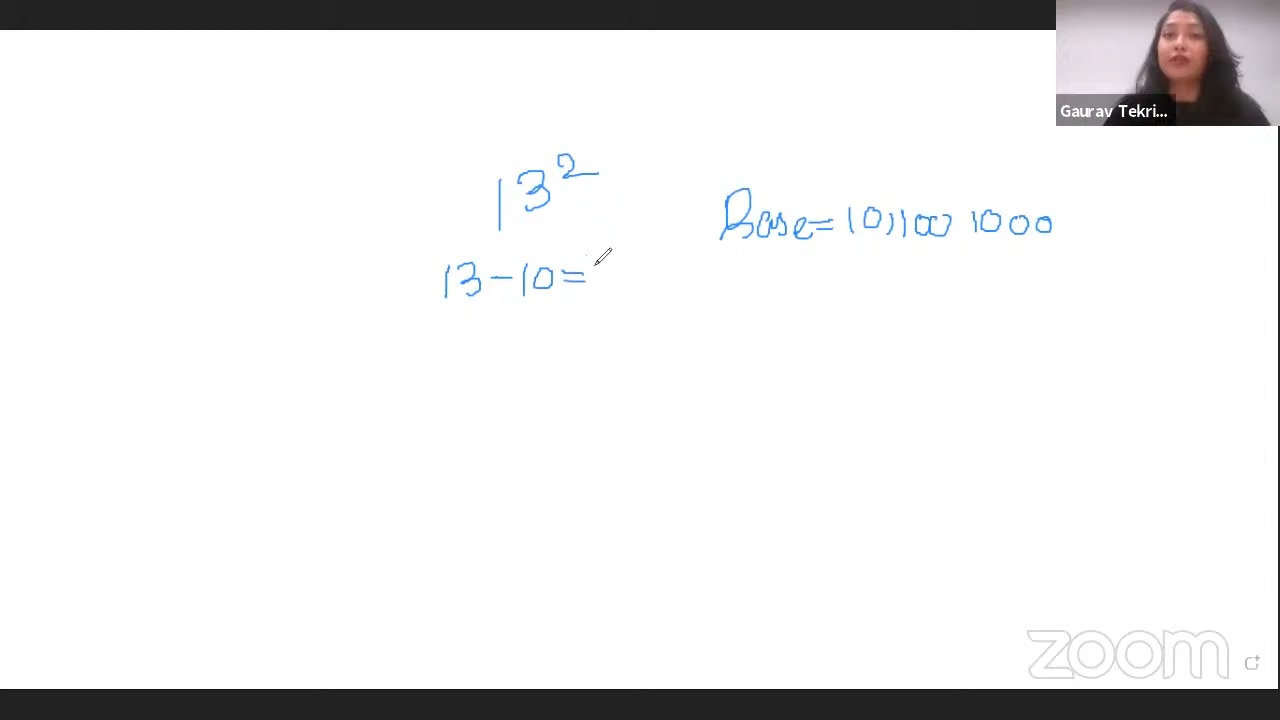 Gaurav Tekri...
13²
Base = 10,100 1000
13-10=
zoom